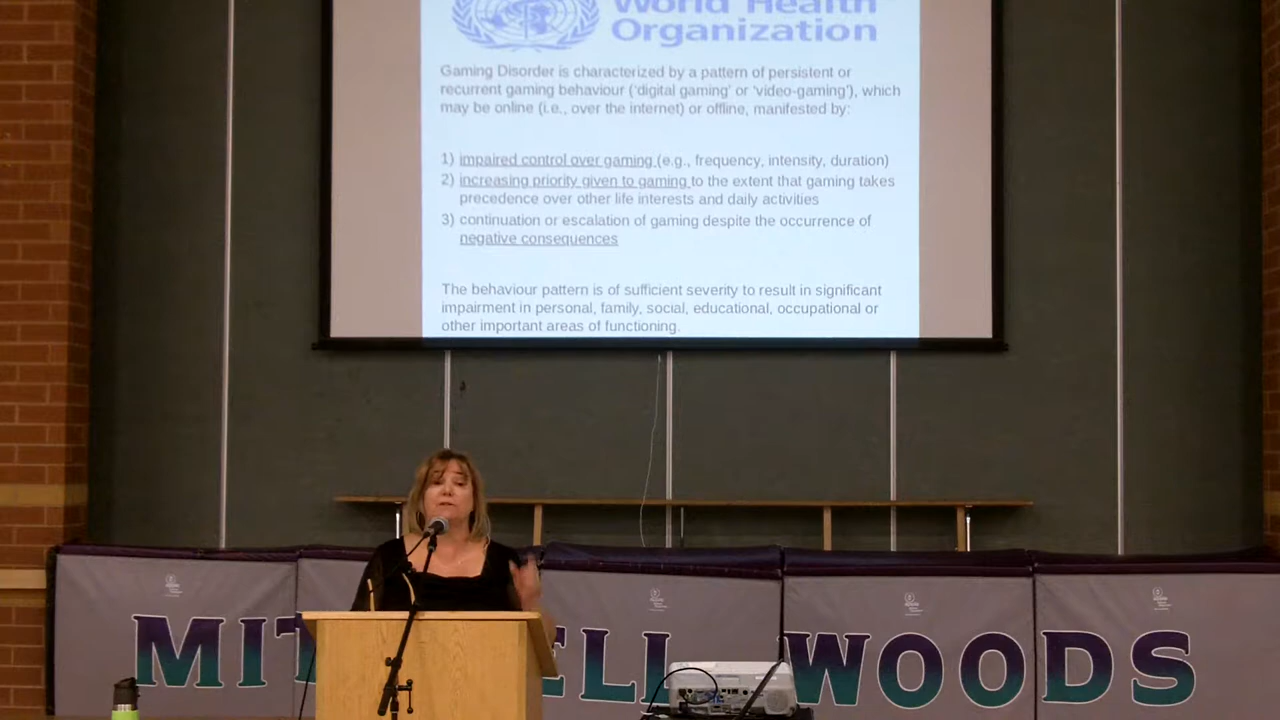 World Health
Organization
Gaming Disorder is characterized by a pattern of persistent or
recurrent gaming behaviour (‘digital gaming’ or ‘video-gaming’), which
may be online (i.e., over the internet) or offline, manifested by:
1) impaired control over gaming (e.g., frequency, intensity, duration)
2) increasing priority given to gaming to the extent that gaming takes
precedence over other life interests and daily activities
3) continuation or escalation of gaming despite the occurrence of
negative consequences
The behaviour pattern is of sufficient severity to result in significant
impairment in personal, family, social, educational, occupational or
other important areas of functioning.
MIT ELL WOODS